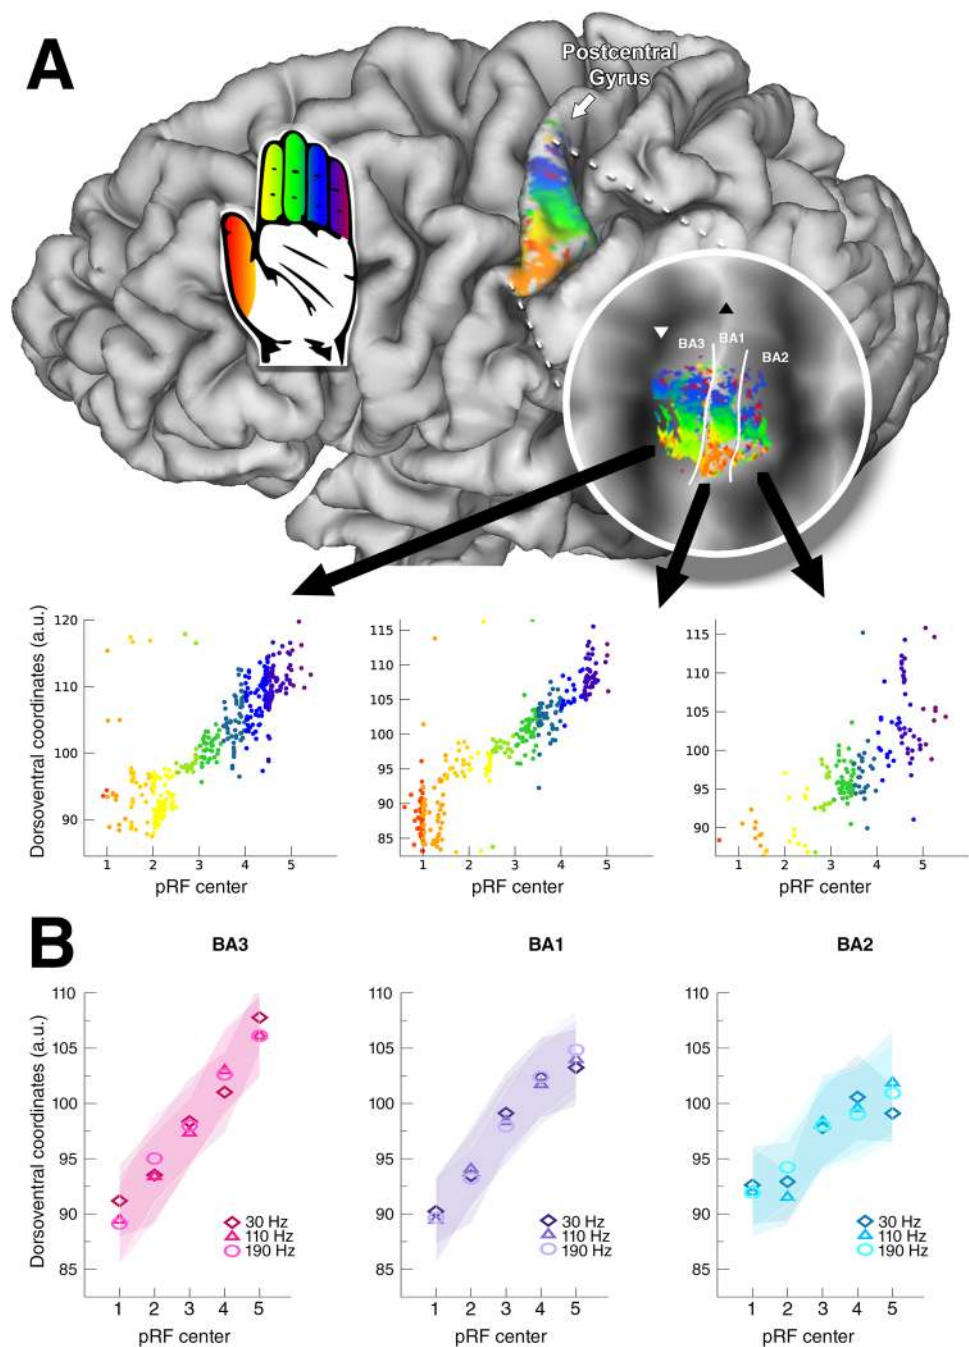 A
Postcentral
Gyrus
BA3
BA1
BA2
Dorsoventral coordinates (a.u.)
120
110
100
90
1 2 3 4 5
pRF center
115
110
105
100
95
90
85
1 2 3 4 5
pRF center
115
110
105
100
95
90
1 2 3 4 5
pRF center
B
BA3
BA1
BA2
Dorsoventral coordinates (a.u.)
110
105
100
95
90
85
30 Hz
110 Hz
190 Hz
1 2 3 4 5
pRF center
110
105
100
95
90
85
30 Hz
110 Hz
190 Hz
1 2 3 4 5
pRF center
110
105
100
95
90
85
30 Hz
110 Hz
190 Hz
1 2 3 4 5
pRF center